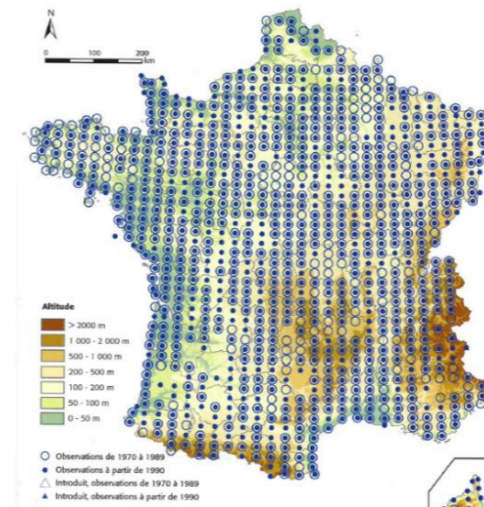 N
0 100 200
km
Altitude
> 2000 m
1 000 - 2 000 m
500 - 1 000 m
200 - 500 m
100 - 200 m
50 - 100 m
0 - 50 m
Observations de 1970 à 1989
Observations à partir de 1990
Introduit, observations de 1970 à 1989
Introduit, observations à partir de 1990